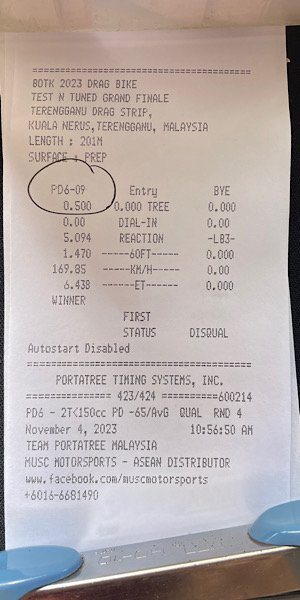 ================================
BOTK 2023 DRAG BIKE
TEST N TUNED GRAND FINALE
TERENGGANU DRAG STRIP,
KUALA NERUS,TERENGGANU, MALAYSIA
LENGTH : 201M
SURFACE : PREP
PD6-09 Entry BYE
0.500 0.000 TREE 0.000
0.00 DIAL-IN 0.00
5.094 REACTION -LB3-
1.470 ------60FT------ 0.000
169.85 ------KM/H------ 0.00
6.438 -------ET------- 0.000
WINNER
FIRST
STATUS DISQUAL
Autostart Disabled
================================
PORTATREE TIMING SYSTEMS, INC.
============== 423/424 ==========600214
PD6 - 2T<150cc PD -65/AvG QUAL RND 4
November 4, 2023 10:56:50 AM
TEAM PORTATREE MALAYSIA
MUSC MOTORSPORTS - ASEAN DISTRIBUTOR
www.facebook.com/muscmotorsports
+6016-6681490